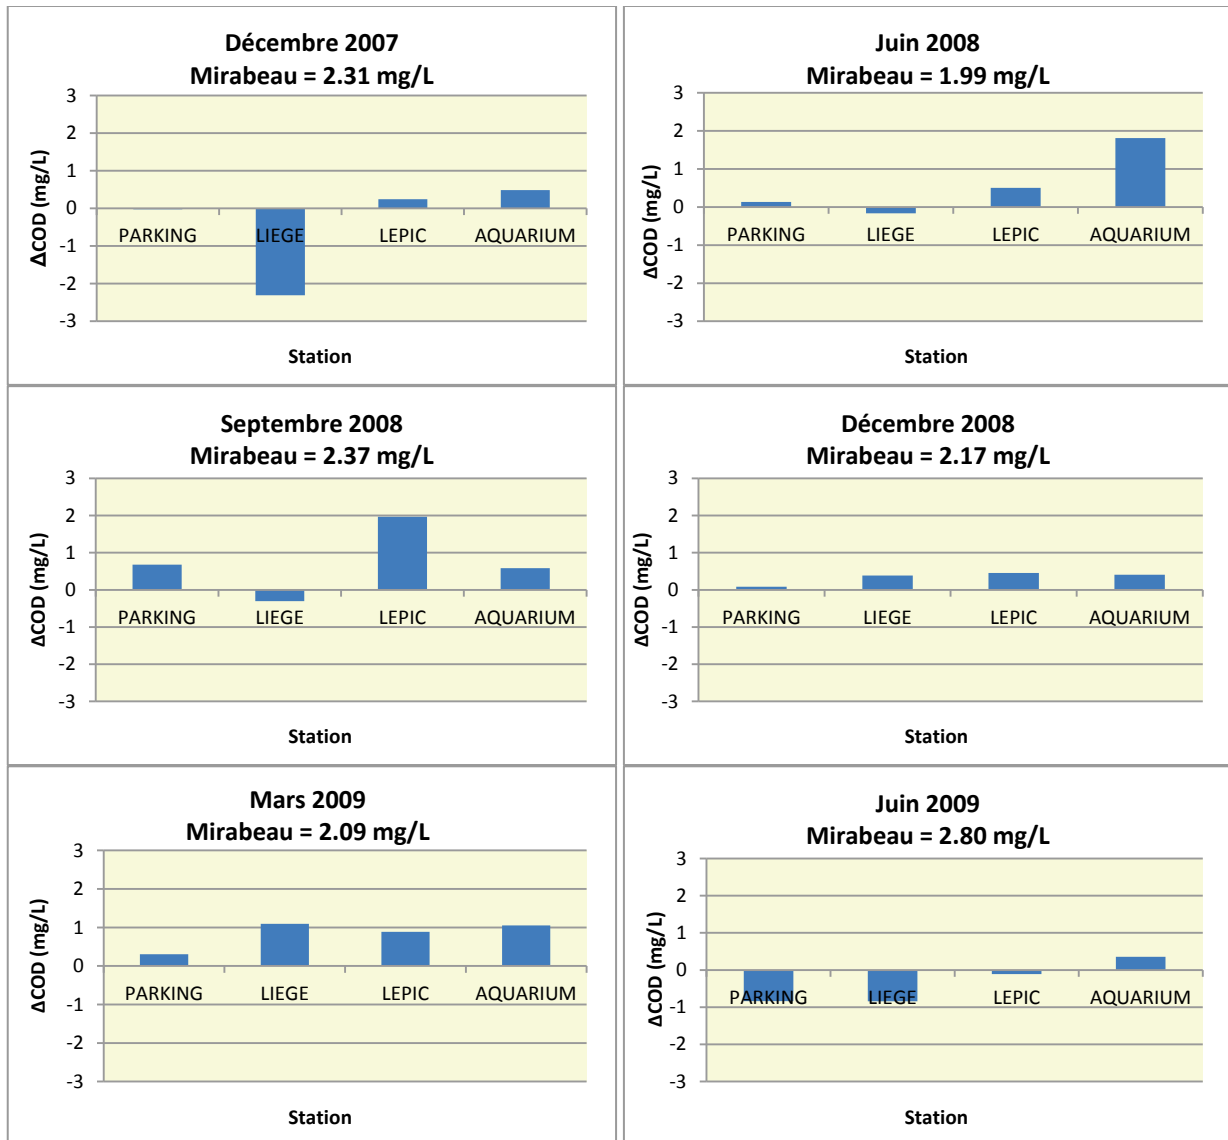 Décembre 2007
Mirabeau = 2.31 mg/L
3
2
1
0
-1
-2
-3
ΔCOD (mg/L)
PARKING LIEGE LEPIC AQUARIUM
Station
Juin 2008
Mirabeau = 1.99 mg/L
3
2
1
0
-1
-2
-3
ΔCOD (mg/L)
PARKING LIEGE LEPIC AQUARIUM
Station
Septembre 2008
Mirabeau = 2.37 mg/L
3
2
1
0
-1
-2
-3
ΔCOD (mg/L)
PARKING LIEGE LEPIC AQUARIUM
Station
Décembre 2008
Mirabeau = 2.17 mg/L
3
2
1
0
-1
-2
-3
ΔCOD (mg/L)
PARKING LIEGE LEPIC AQUARIUM
Station
Mars 2009
Mirabeau = 2.09 mg/L
3
2
1
0
-1
-2
-3
ΔCOD (mg/L)
PARKING LIEGE LEPIC AQUARIUM
Station
Juin 2009
Mirabeau = 2.80 mg/L
3
2
1
0
-1
-2
-3
ΔCOD (mg/L)
PARKING LIEGE LEPIC AQUARIUM
Station